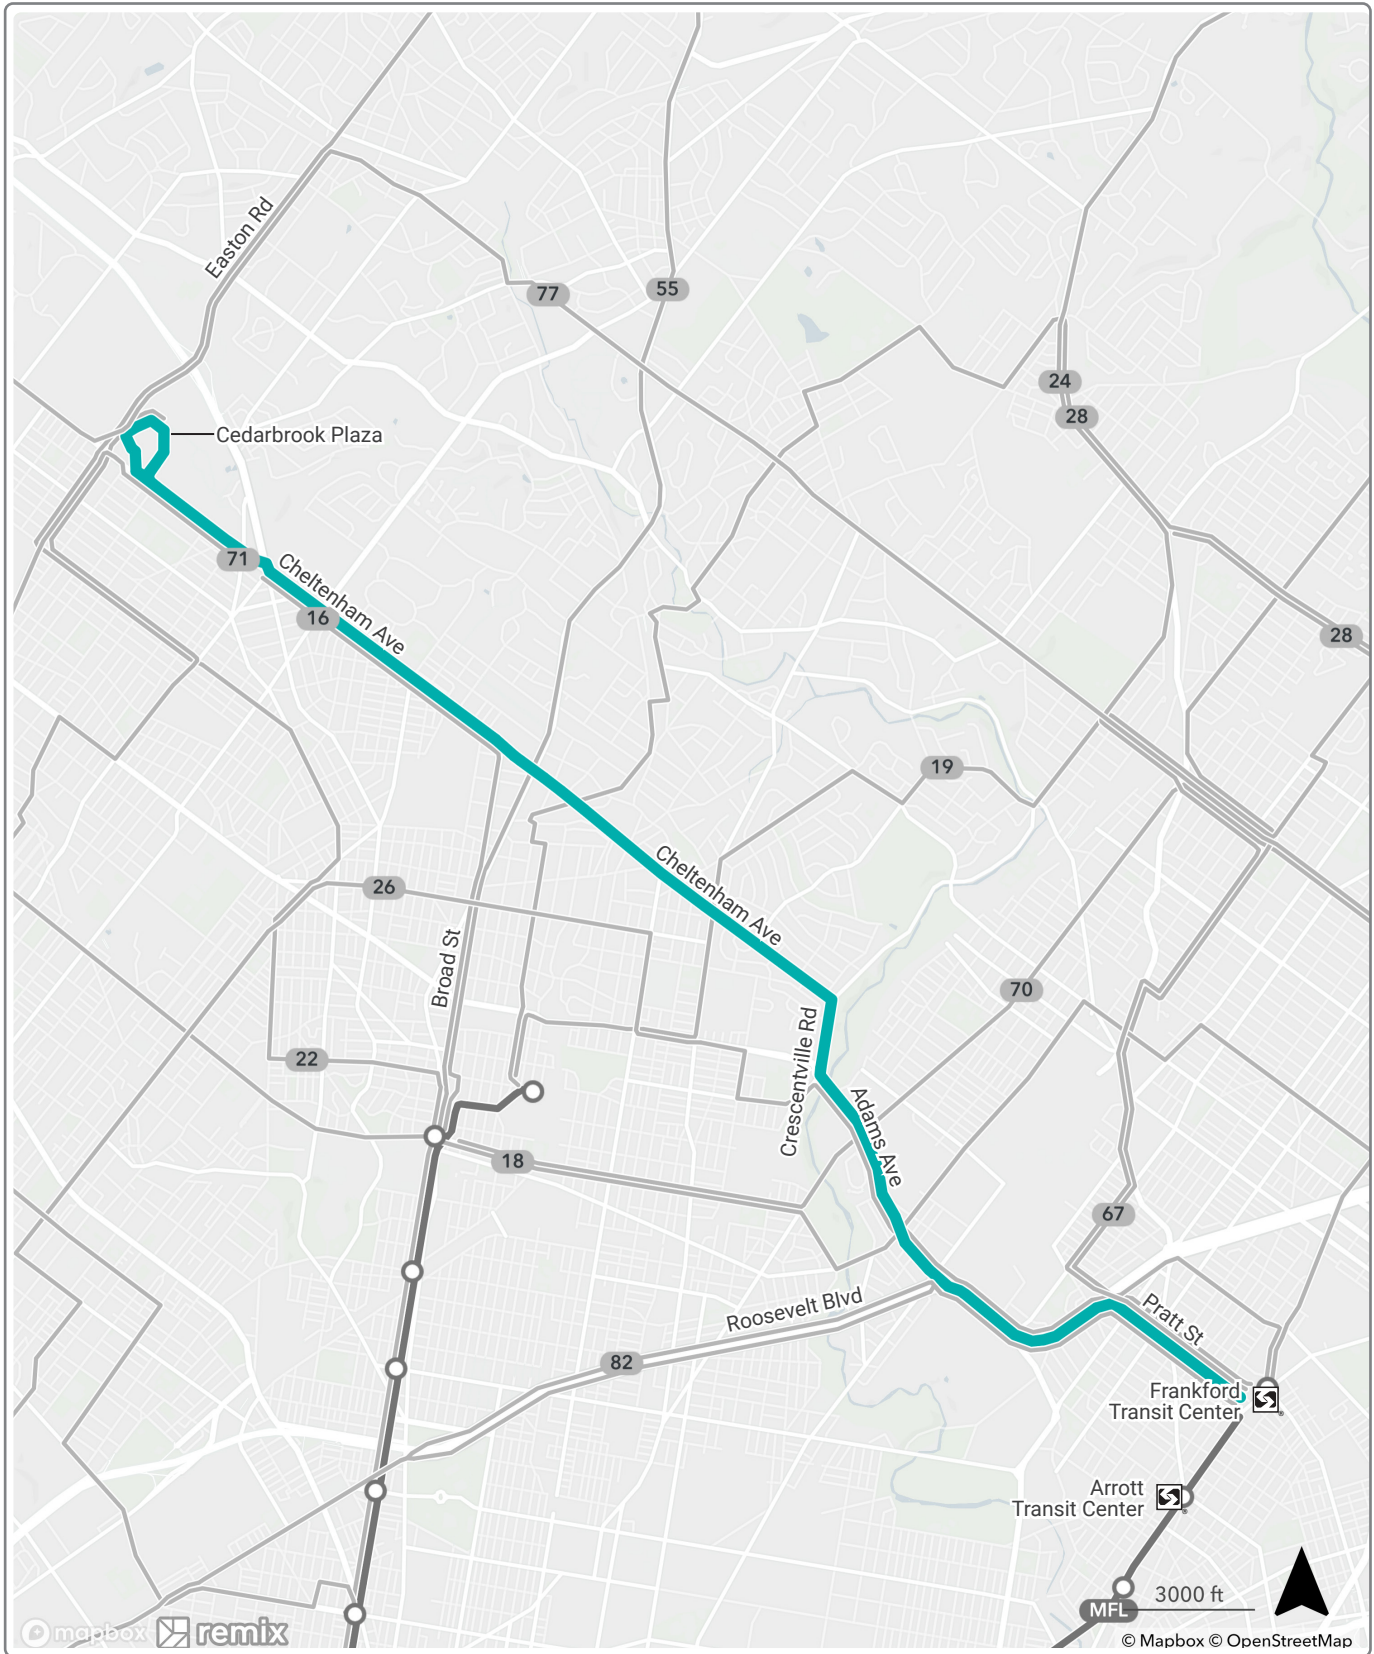 Easton Rd
77
55
24
28
Cedarbrook Plaza
71
Cheltenham Ave
16
28
19
Cheltenham Ave
26
Broad St
70
22
Crescentville Rd
Adams Ave
18
67
Roosevelt Blvd
Pratt St
82
Frankford
Transit Center
Arrott
Transit Center
3000 ft
MFL
mapbox
remix
© Mapbox © OpenStreetMap